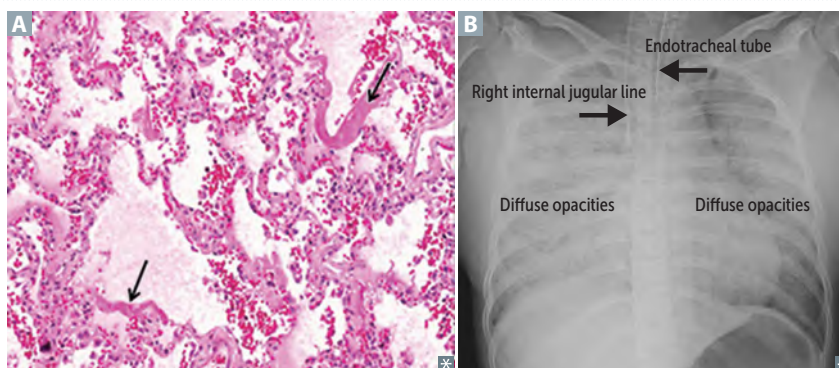 A
B
Endotracheal tube
Right internal jugular line
Diffuse opacities
Diffuse opacities